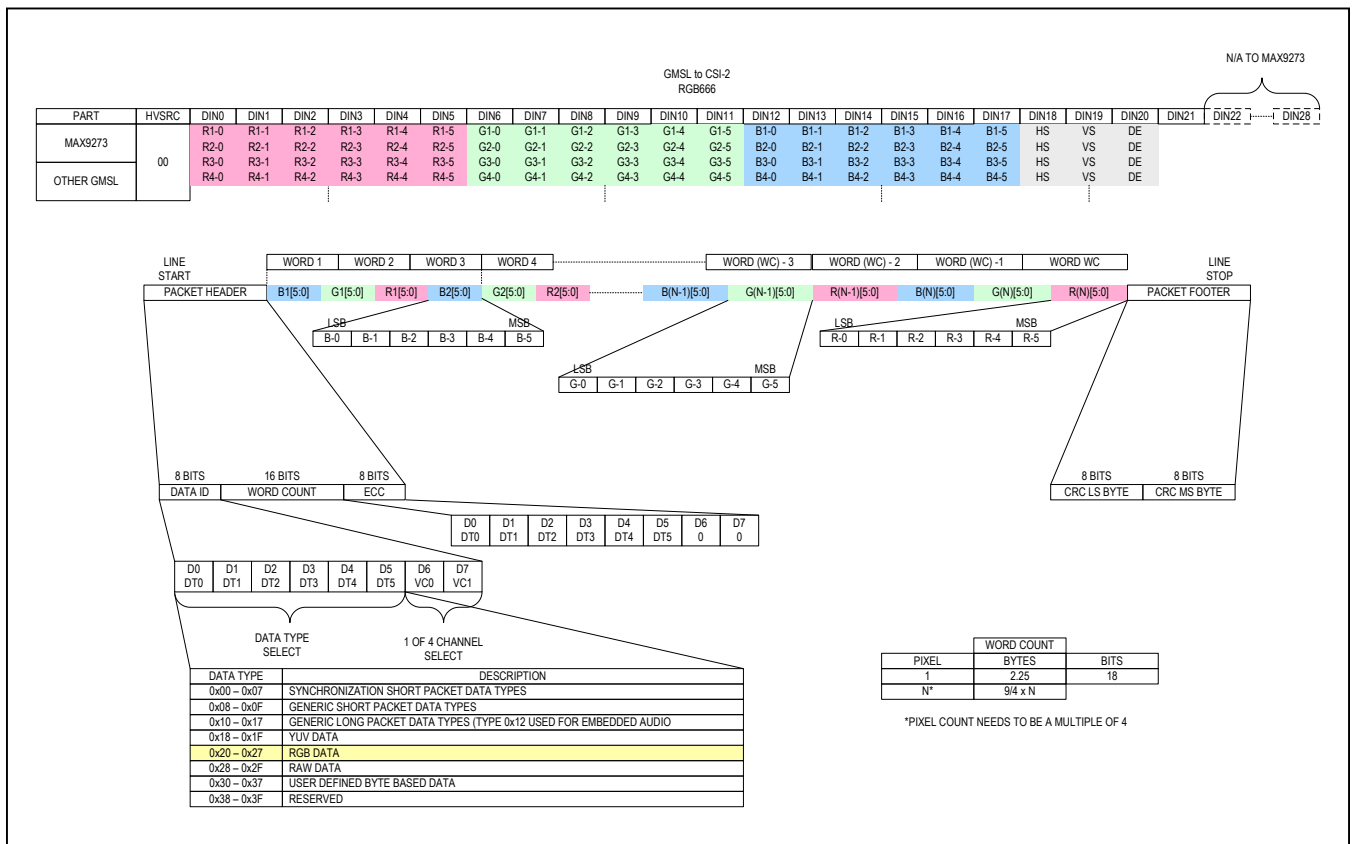 N/A TO MAX9273
GMSL to CSI-2
RGB666
PART HVSRC DIN0 DIN1 DIN2 DIN3 DIN4 DIN5 DIN6 DIN7 DIN8 DIN9 DIN10 DIN11 DIN12 DIN13 DIN14 DIN15 DIN16 DIN17 DIN18 DIN19 DIN20 DIN21 DIN22 DIN28
MAX9273
OTHER GMSL
00
R1-0 R1-1 R1-2 R1-3 R1-4 R1-5 G1-0 G1-1 G1-2 G1-3 G1-4 G1-5 B1-0 B1-1 B1-2 B1-3 B1-4 B1-5 HS VS DE
R2-0 R2-1 R2-2 R2-3 R2-4 R2-5 G2-0 G2-1 G2-2 G2-3 G2-4 G2-5 B2-0 B2-1 B2-2 B2-3 B2-4 B2-5 HS VS DE
R3-0 R3-1 R3-2 R3-3 R3-4 R3-5 G3-0 G3-1 G3-2 G3-3 G3-4 G3-5 B3-0 B3-1 B3-2 B3-3 B3-4 B3-5 HS VS DE
R4-0 R4-1 R4-2 R4-3 R4-4 R4-5 G4-0 G4-1 G4-2 G4-3 G4-4 G4-5 B4-0 B4-1 B4-2 B4-3 B4-4 B4-5 HS VS DE
LINE
START
WORD 1 WORD 2 WORD 3 WORD 4 WORD (WC) - 3 WORD (WC) - 2 WORD (WC) -1 WORD WC
LINE
STOP
PACKET HEADER B1[5:0] G1[5:0] R1[5:0] B2[5:0] G2[5:0] R2[5:0] B(N-1)[5:0] G(N-1)[5:0] R(N-1)[5:0] B(N)[5:0] G(N)[5:0] R(N)[5:0] PACKET FOOTER
LSB MSB
B-0 B-1 B-2 B-3 B-4 B-5
LSB MSB
R-0 R-1 R-2 R-3 R-4 R-5
LSB MSB
G-0 G-1 G-2 G-3 G-4 G-5
8 BITS 16 BITS 8 BITS
DATA ID WORD COUNT ECC
8 BITS 8 BITS
CRC LS BYTE CRC MS BYTE
D0 D1 D2 D3 D4 D5 D6 D7
DT0 DT1 DT2 DT3 DT4 DT5 0 0
D0 D1 D2 D3 D4 D5 D6 D7
DT0 DT1 DT2 DT3 DT4 DT5 VC0 VC1
DATA TYPE
SELECT
1 OF 4 CHANNEL
SELECT
DATA TYPE DESCRIPTION
0x00 – 0x07 SYNCHRONIZATION SHORT PACKET DATA TYPES
0x08 – 0x0F GENERIC SHORT PACKET DATA TYPES
0x10 – 0x17 GENERIC LONG PACKET DATA TYPES (TYPE 0x12 USED FOR EMBEDDED AUDIO
0x18 – 0x1F YUV DATA
0x20 – 0x27 RGB DATA
0x28 – 0x2F RAW DATA
0x30 – 0x37 USER DEFINED BYTE BASED DATA
0x38 – 0x3F RESERVED
WORD COUNT
PIXEL BYTES BITS
1 2.25 18
N* 9/4 x N
*PIXEL COUNT NEEDS TO BE A MULTIPLE OF 4